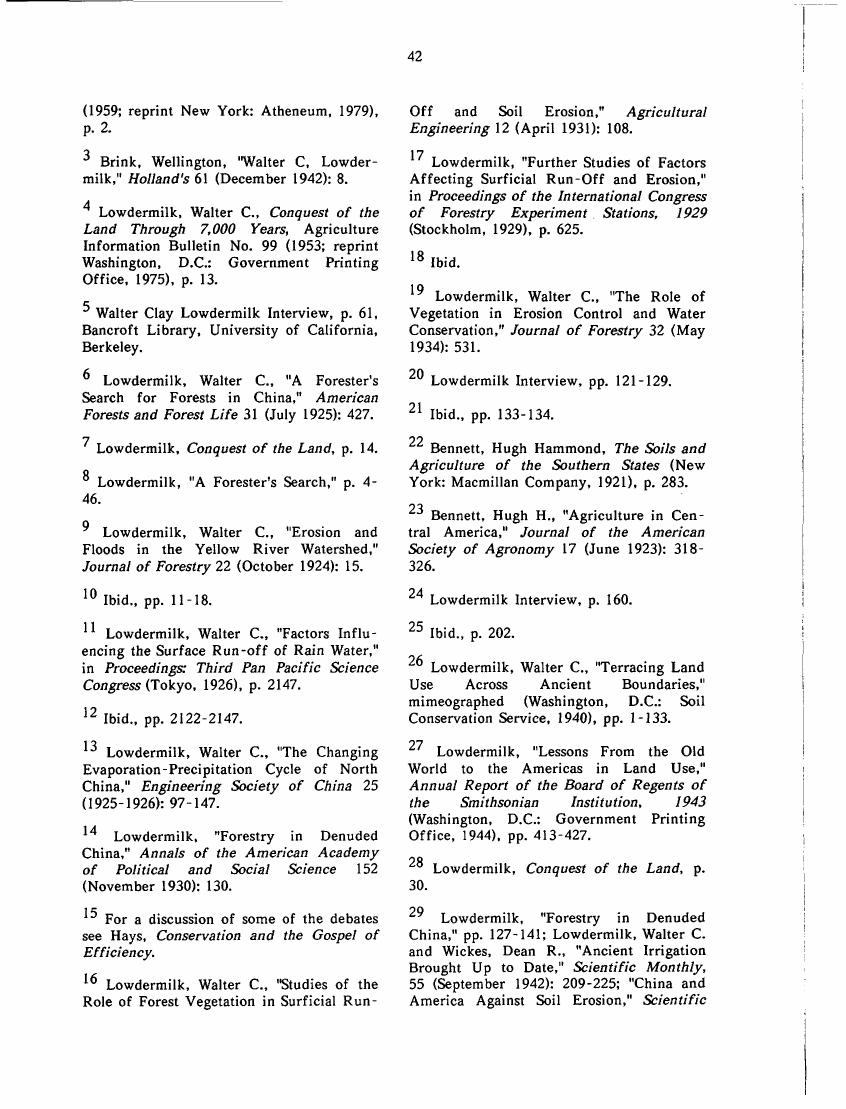 42
(1959; reprint New York: Atheneum, 1979),
p. 2.
3 Brink, Wellington, "Walter C, Lowder-
milk," Holland's 61 (December 1942): 8.
4 Lowdermilk, Walter C., Conquest of the
Land Through 7,000 Years, Agriculture
Information Bulletin No. 99 (1953; reprint
Washington, D.C.: Government Printing
Office, 1975), p. 13.
5 Walter Clay Lowdermilk Interview, p. 61,
Bancroft Library, University of California,
Berkeley.
6 Lowdermilk, Walter C., "A Forester's
Search for Forests in China," American
Forests and Forest Life 31 (July 1925): 427.
7 Lowdermilk, Conquest of the Land, p. 14.
8 Lowdermilk, "A Forester's Search," p. 4-
46.
9 Lowdermilk, Walter C., "Erosion and
Floods in the Yellow River Watershed,"
Journal of Forestry 22 (October 1924): 15.
10 Ibid., pp. 11-18.
11 Lowdermilk, Walter C., "Factors Influ-
encing the Surface Run-off of Rain Water,"
in Proceedings: Third Pan Pacific Science
Congress (Tokyo, 1926), p. 2147.
12 Ibid., pp. 2122-2147.
13 Lowdermilk, Walter C., "The Changing
Evaporation-Precipitation Cycle of North
China," Engineering Society of China 25
(1925-1926): 97-147.
14 Lowdermilk, "Forestry in Denuded
China," Annals of the American Academy
of Political and Social Science 152
(November 1930): 130.
15 For a discussion of some of the debates
see Hays, Conservation and the Gospel of
Efficiency.
16 Lowdermilk, Walter C., "Studies of the
Role of Forest Vegetation in Surficial Run-
Off and Soil Erosion," Agricultural
Engineering 12 (April 1931): 108.
17 Lowdermilk, "Further Studies of Factors
Affecting Surficial Run-Off and Erosion,"
in Proceedings of the International Congress
of Forestry Experiment Stations, 1929
(Stockholm, 1929), p. 625.
18 Ibid.
19 Lowdermilk, Walter C., "The Role of
Vegetation in Erosion Control and Water
Conservation," Journal of Forestry 32 (May
1934): 531.
20 Lowdermilk Interview, pp. 121-129.
21 Ibid., pp. 133-134.
22 Bennett, Hugh Hammond, The Soils and
Agriculture of the Southern States (New
York: Macmillan Company, 1921), p. 283.
23 Bennett, Hugh H., "Agriculture in Cen-
tral America," Journal of the American
Society of Agronomy 17 (June 1923): 318-
326.
24 Lowdermilk Interview, p. 160.
25 Ibid., p. 202.
26 Lowdermilk, Walter C., "Terracing Land
Use Across Ancient Boundaries,"
mimeographed (Washington, D.C.: Soil
Conservation Service, 1940), pp. 1-133.
27 Lowdermilk, "Lessons From the Old
World to the Americas in Land Use,"
Annual Report of the Board of Regents of
the Smithsonian Institution, 1943
(Washington, D.C.: Government Printing
Office, 1944), pp. 413-427.
28 Lowdermilk, Conquest of the Land, p.
30.
29 Lowdermilk, "Forestry in Denuded
China," pp. 127-141; Lowdermilk, Walter C.
and Wickes, Dean R., "Ancient Irrigation
Brought Up to Date," Scientific Monthly,
55 (September 1942): 209-225; "China and
America Against Soil Erosion," Scientific